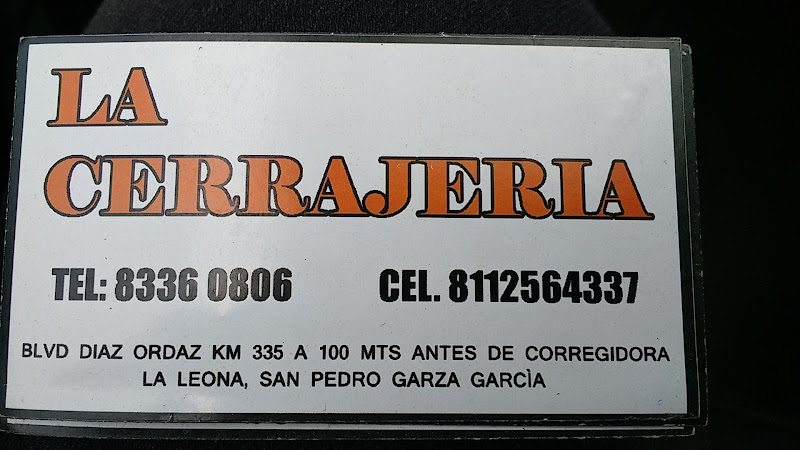 LA
CERRAJERIA
TEL: 8336 0806 CEL. 8112564337
BLVD DIAZ ORDAZ KM 335 A 100 MTS ANTES DE CORREGIDORA
LA LEONA, SAN PEDRO GARZA GARCÌA